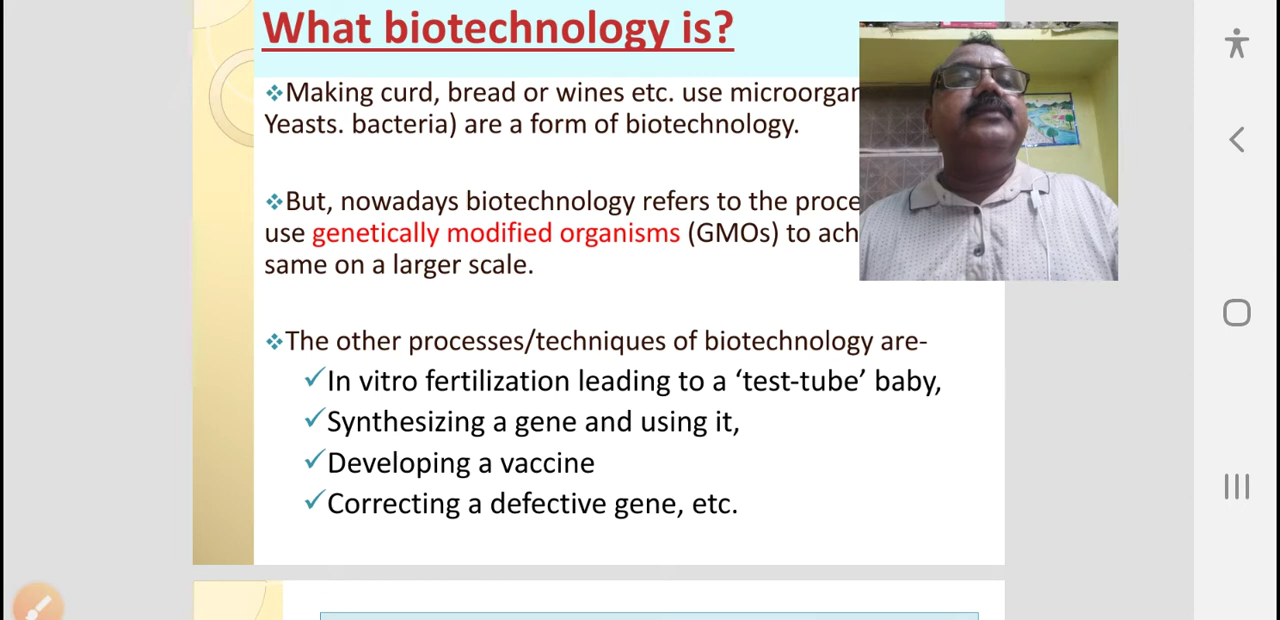 What biotechnology is?
Making curd, bread or wines etc. use
Yeasts. bacteria) are a form of biotechnology.
But, nowadays biotechnology refers to the
use genetically modified organisms (GMOs) to
same on a larger scale.
The other processes/techniques of biotechnology are-
In vitro fertilization leading to a ‘test-tube’ baby,
Synthesizing a gene and using it,
Developing a vaccine
Correcting a defective gene, etc.